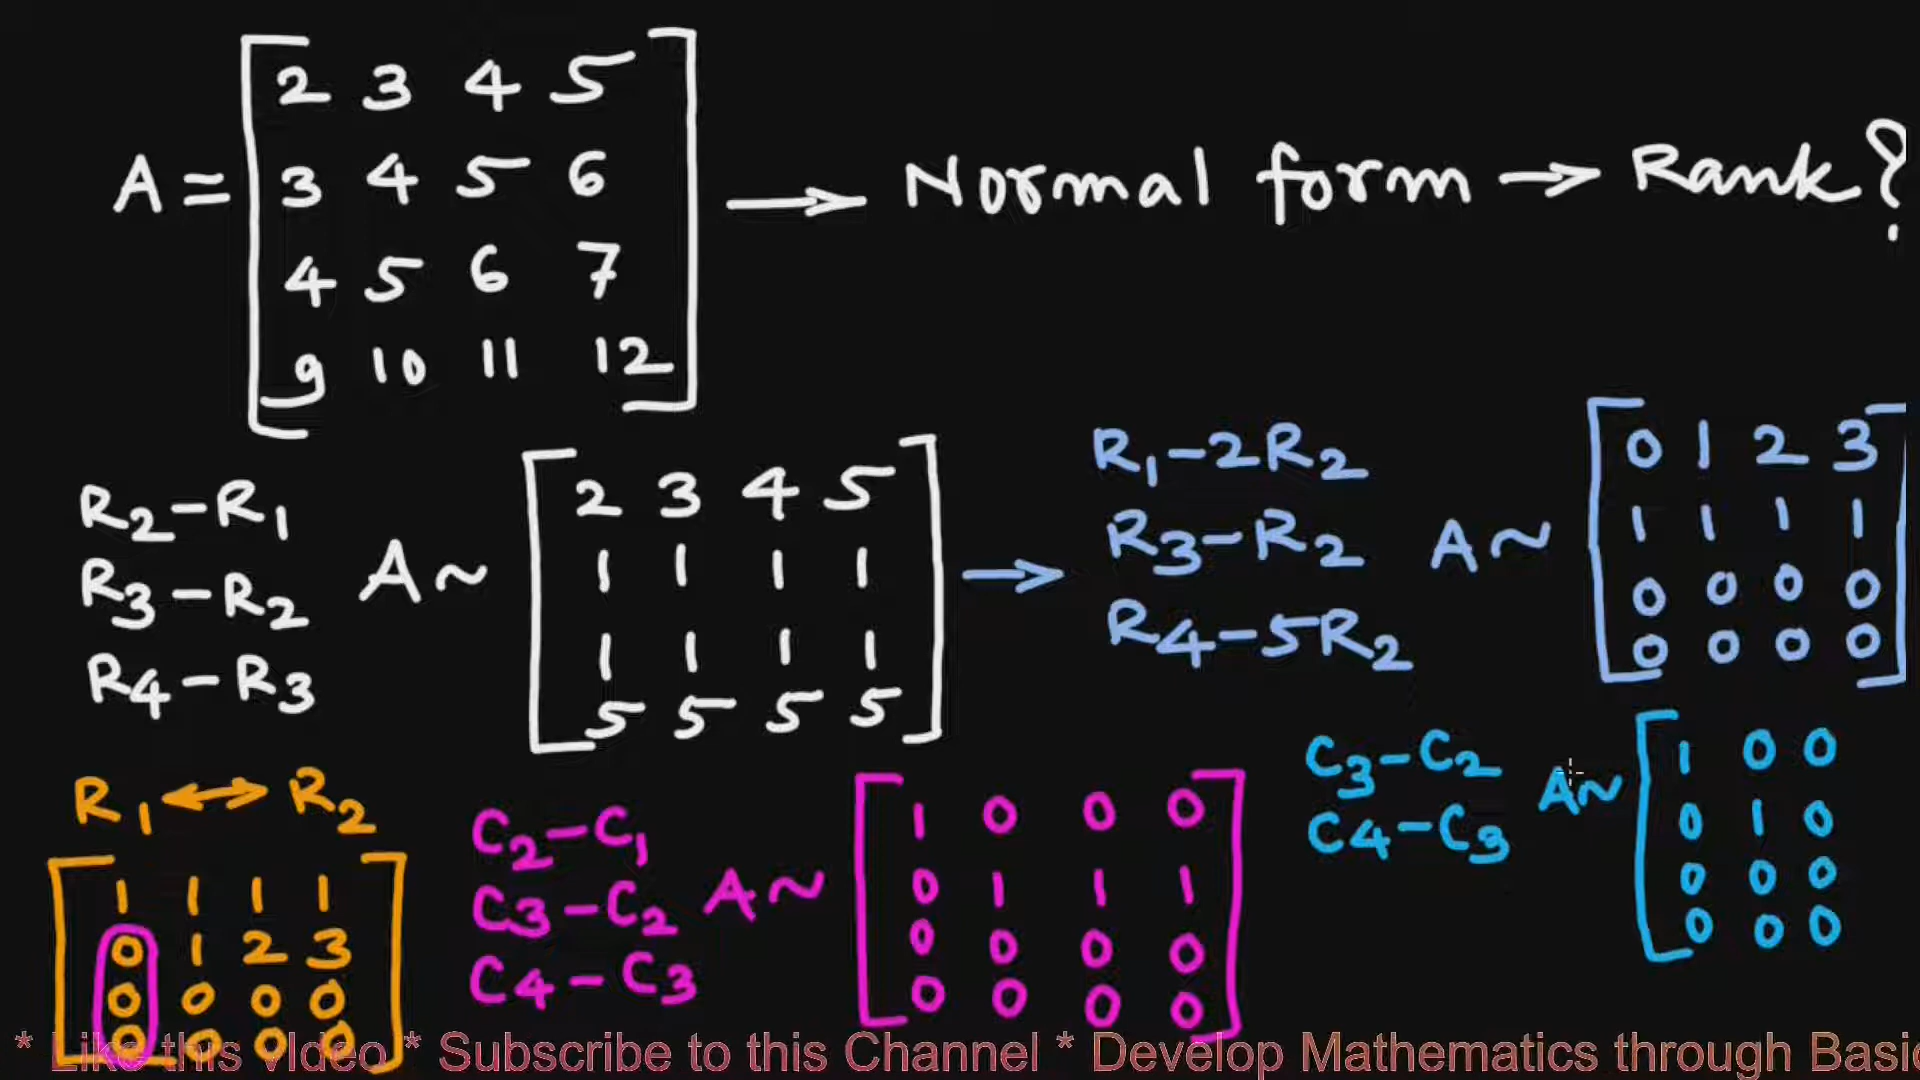 A = [ 2 3 4 5
3 4 5 6
4 5 6 7
9 10 11 12 ] → Normal form → Rank?
R2 - R1
R3 - R2
R4 - R3
A ~ [ 2 3 4 5
1 1 1 1
1 1 1 1
5 5 5 5 ] →
R1 - 2R2
R3 - R2
R4 - 5R2
A ~ [ 0 1 2 3
1 1 1 1
0 0 0 0
0 0 0 0 ]
R1 ↔ R2
[ 1 1 1 1
0 1 2 3
0 0 0 0
0 0 0 0 ]
C2 - C1
C3 - C2
C4 - C3
A ~ [ 1 0 0 0
0 1 1 1
0 0 0 0
0 0 0 0 ]
C3 - C2
C4 - C3
A ~ [ 1 0 0
0 1 0
0 0 0
0 0 0
* Like this video * Subscribe to this Channel * Develop Mathematics through Basic